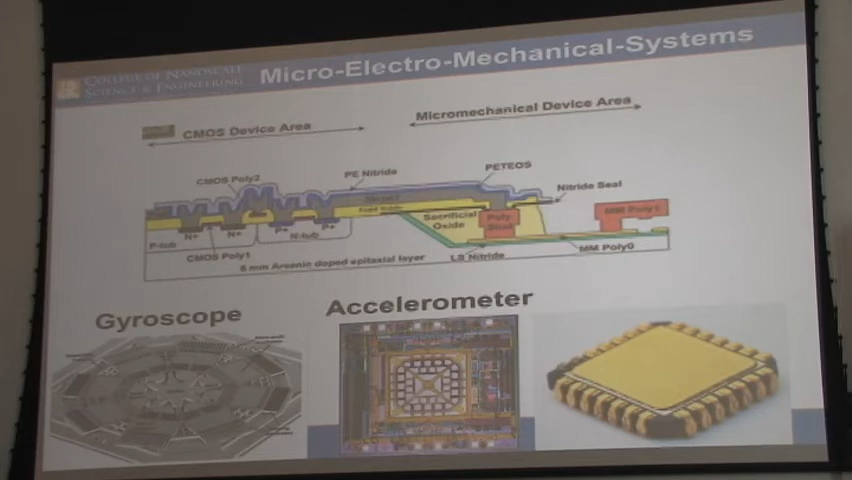 COLLEGE OF NANOSCALE
SCIENCE & ENGINEERING
Micro-Electro-Mechanical-Systems
CMOS Device Area
Micromechanical Device Area
CMOS Poly2
PE Nitride
PETEOS
Nitride Seal
Sacrificial
Oxide
Poly
Stud
MM Poly1
P-tub
N+
N+
P+
P+
N-tub
CMOS Poly1
6 mm Arsenic doped epitaxial layer
LS Nitride
MM Poly0
Gyroscope
Accelerometer